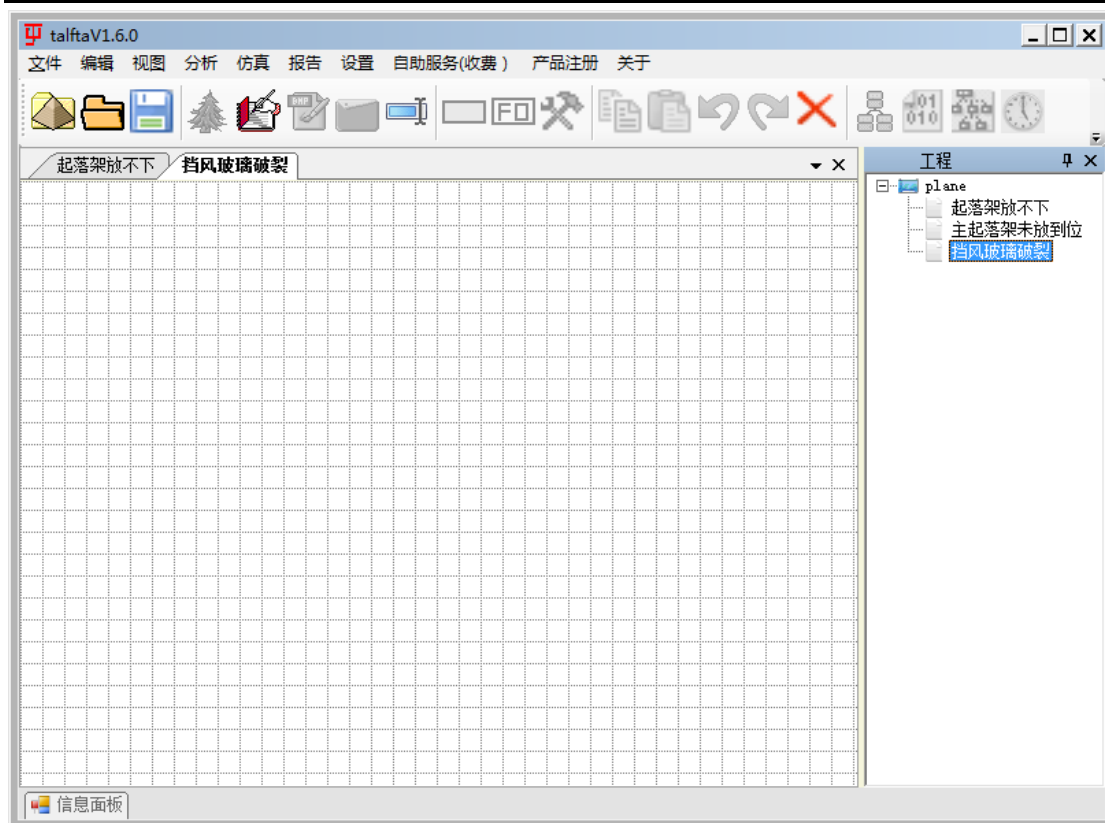 talftaV1.6.0
文件 编辑 视图 分析 仿真 报告 设置 自助服务(收费) 产品注册 关于
FD 01 010
起落架放不下 挡风玻璃破裂
工程
plane
起落架放不下
主起落架未放到位
挡风玻璃破裂
信息面板